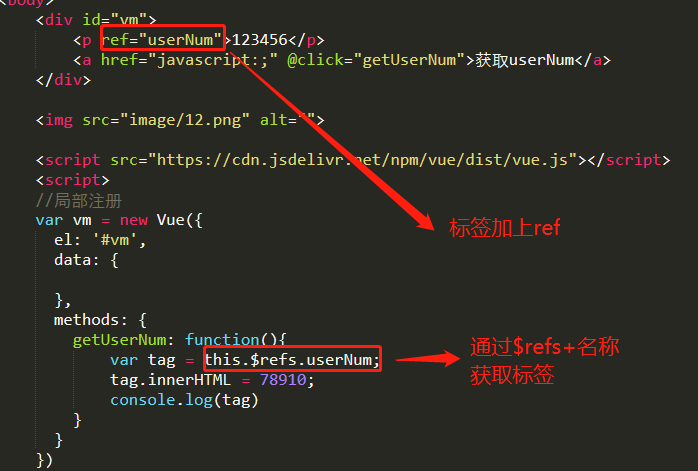 <body>
<div id="vm">
<p ref="userNum">123456</p>
<a href="javascript:;" @click="getUserNum">获取userNum</a>
</div>
<img src="image/12.png" alt="">
<script src="https://cdn.jsdelivr.net/npm/vue/dist/vue.js"></script>
<script>
//局部注册
var vm = new Vue({
标签加上ref
el: '#vm',
data: {
},
methods: {
getUserNum: function(){
var tag = this.$refs.userNum;
通过$refs+名称
获取标签
tag.innerHTML = 78910;
console.log(tag)
}
}
})